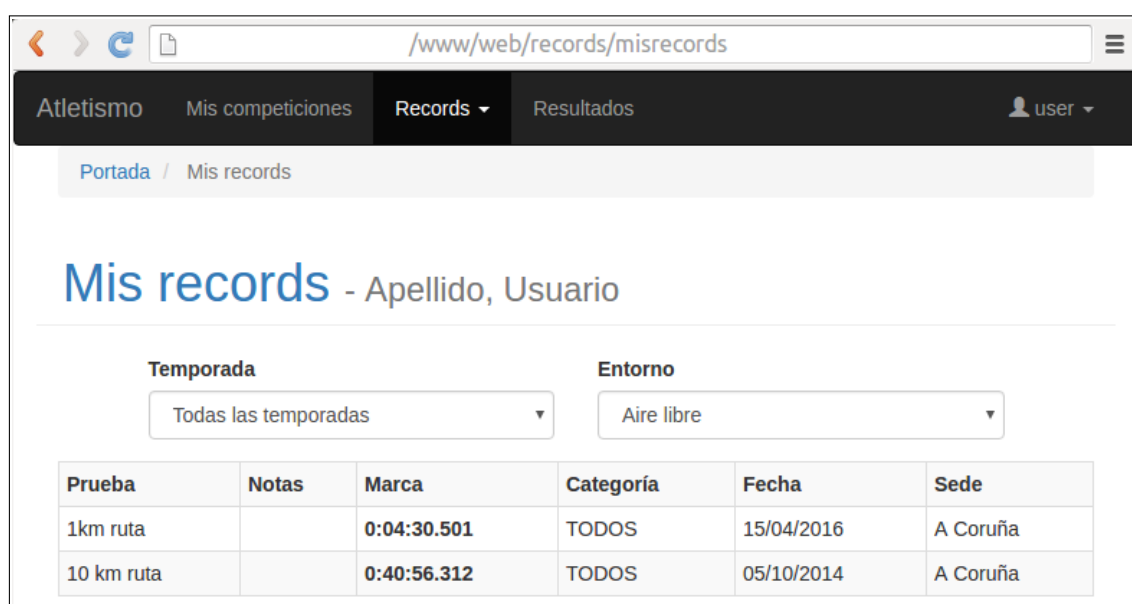 /www/web/records/misrecords
Atletismo Mis competiciones Records Resultados user
Portada / Mis records
Mis records - Apellido, Usuario
Temporada Entorno
Todas las temporadas Aire libre
Prueba Notas Marca Categoría Fecha Sede
1km ruta 0:04:30.501 TODOS 15/04/2016 A Coruña
10 km ruta 0:40:56.312 TODOS 05/10/2014 A Coruña